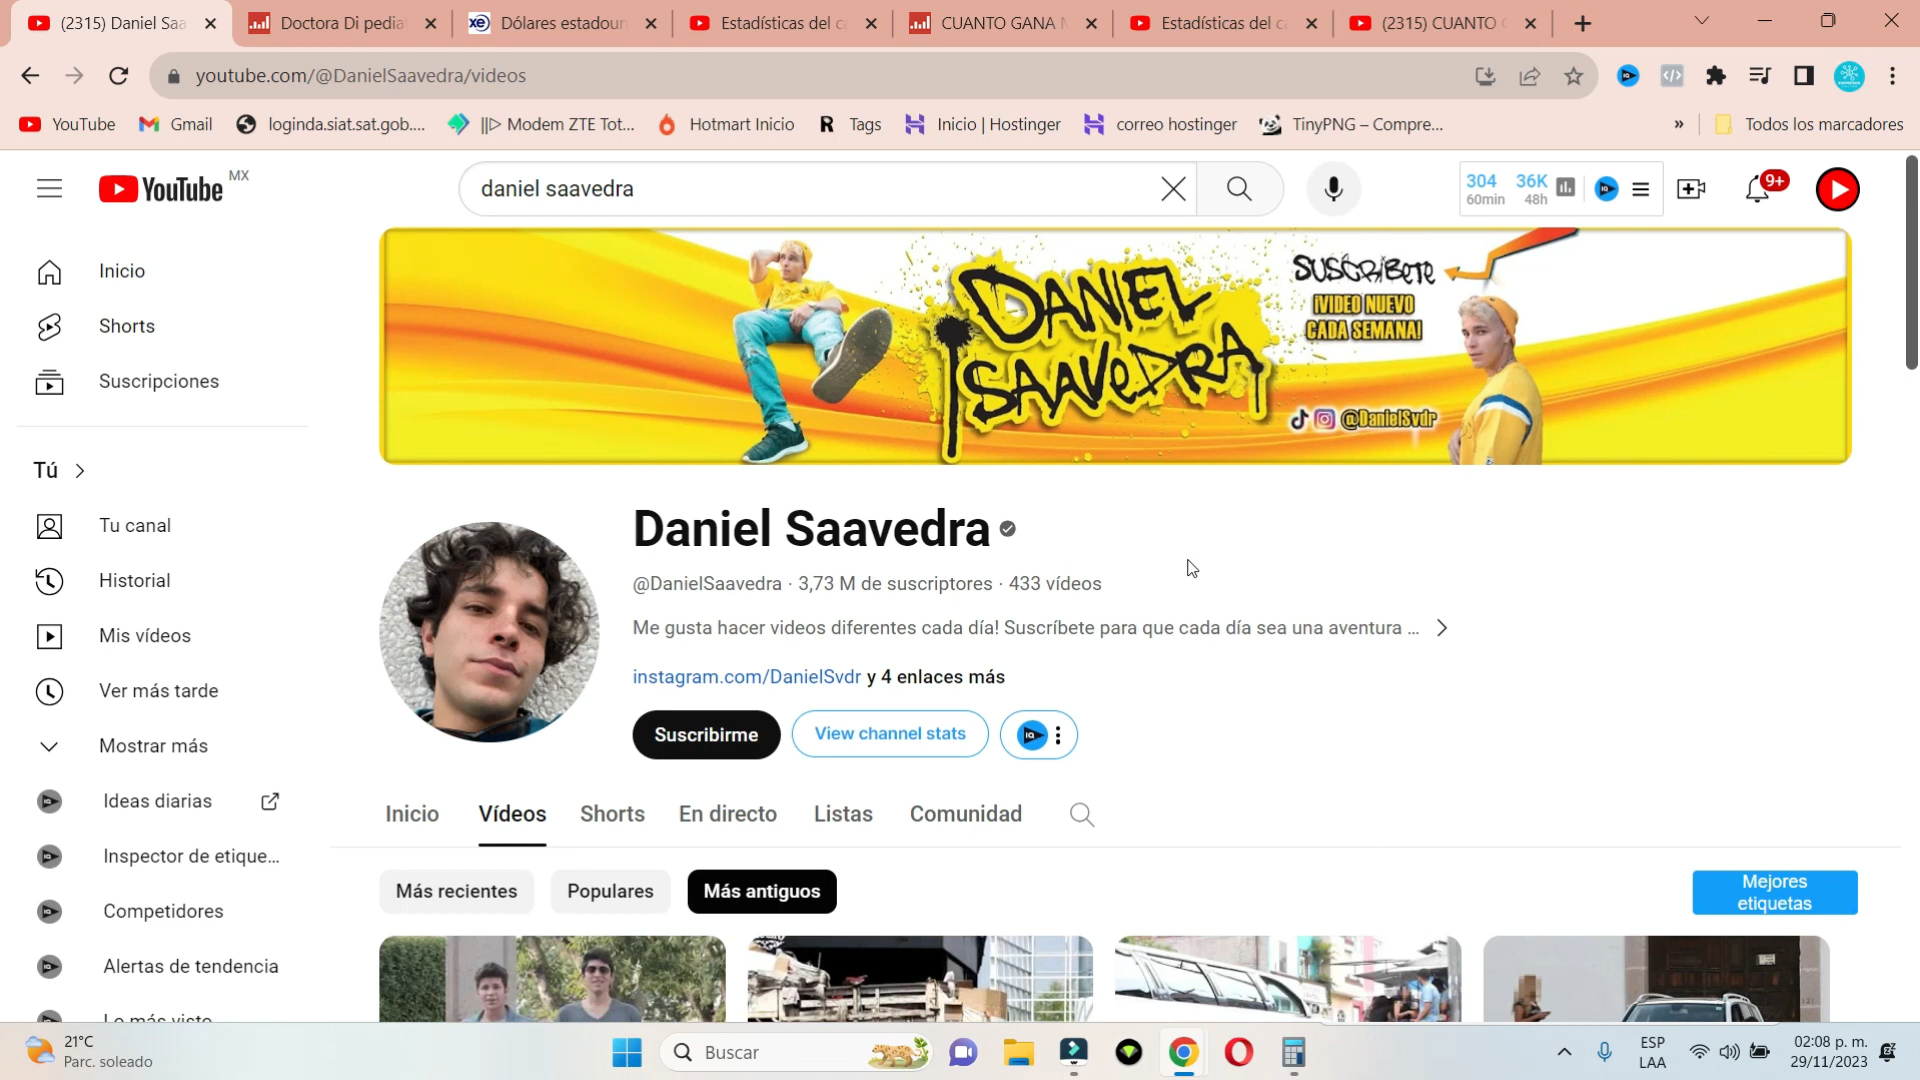 (2315) Daniel Saa
Doctora Di pedia
Dólares estadour
Estadísticas del c
CUANTO GANA
Estadísticas del c
(2315) CUANTO
youtube.com/@DanielSaavedra/videos
YouTube
Gmail
loginda.siat.sat.gob....
||▷ Modem ZTE Tot...
Hotmart Inicio
Tags
Inicio | Hostinger
correo hostinger
TinyPNG – Compre...
»
Todos los marcadores
YouTube MX
daniel saavedra
304 36K
60min 48h
9+
Inicio
Shorts
Suscripciones
Tú
Tu canal
Historial
Mis vídeos
Ver más tarde
Mostrar más
Ideas diarias
Inspector de etique...
Competidores
Alertas de tendencia
Lo más visto
DANIEL
SAAVEDRA
SUSCRIBETE
¡VIDEO NUEVO
CADA SEMANA!
@DanielSvdr
Daniel Saavedra
@DanielSaavedra · 3,73 M de suscriptores · 433 vídeos
Me gusta hacer videos diferentes cada día! Suscríbete para que cada día sea una aventura ...
instagram.com/DanielSvdr y 4 enlaces más
Suscribirme
View channel stats
IQ
Inicio
Vídeos
Shorts
En directo
Listas
Comunidad
Más recientes
Populares
Más antiguos
Mejores
etiquetas
21°C
Parc. soleado
Buscar
ESP
LAA
02:08 p. m.
29/11/2023